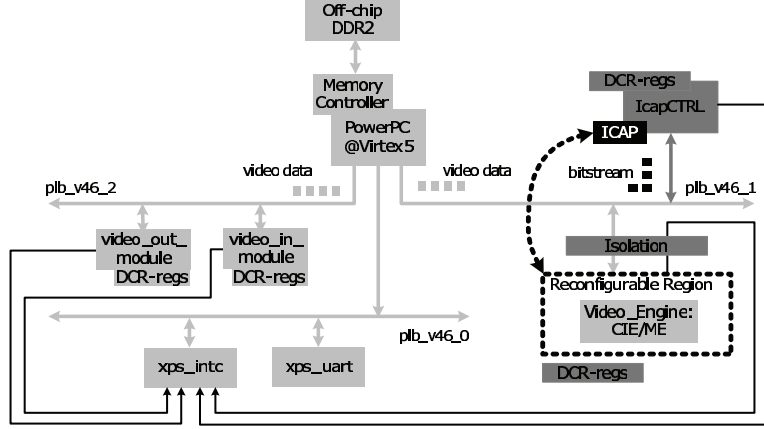 Off-chip
DDR2
Memory
Controller
PowerPC
@Virtex5
DCR-regs
IcapCTRL
ICAP
video data
video data
bitstream
plb_v46_2
plb_v46_1
video_out_
module
DCR-regs
video_in_
module
DCR-regs
Isolation
Reconfigurable Region
Video_Engine:
CIE/ME
DCR-regs
plb_v46_0
xps_intc
xps_uart